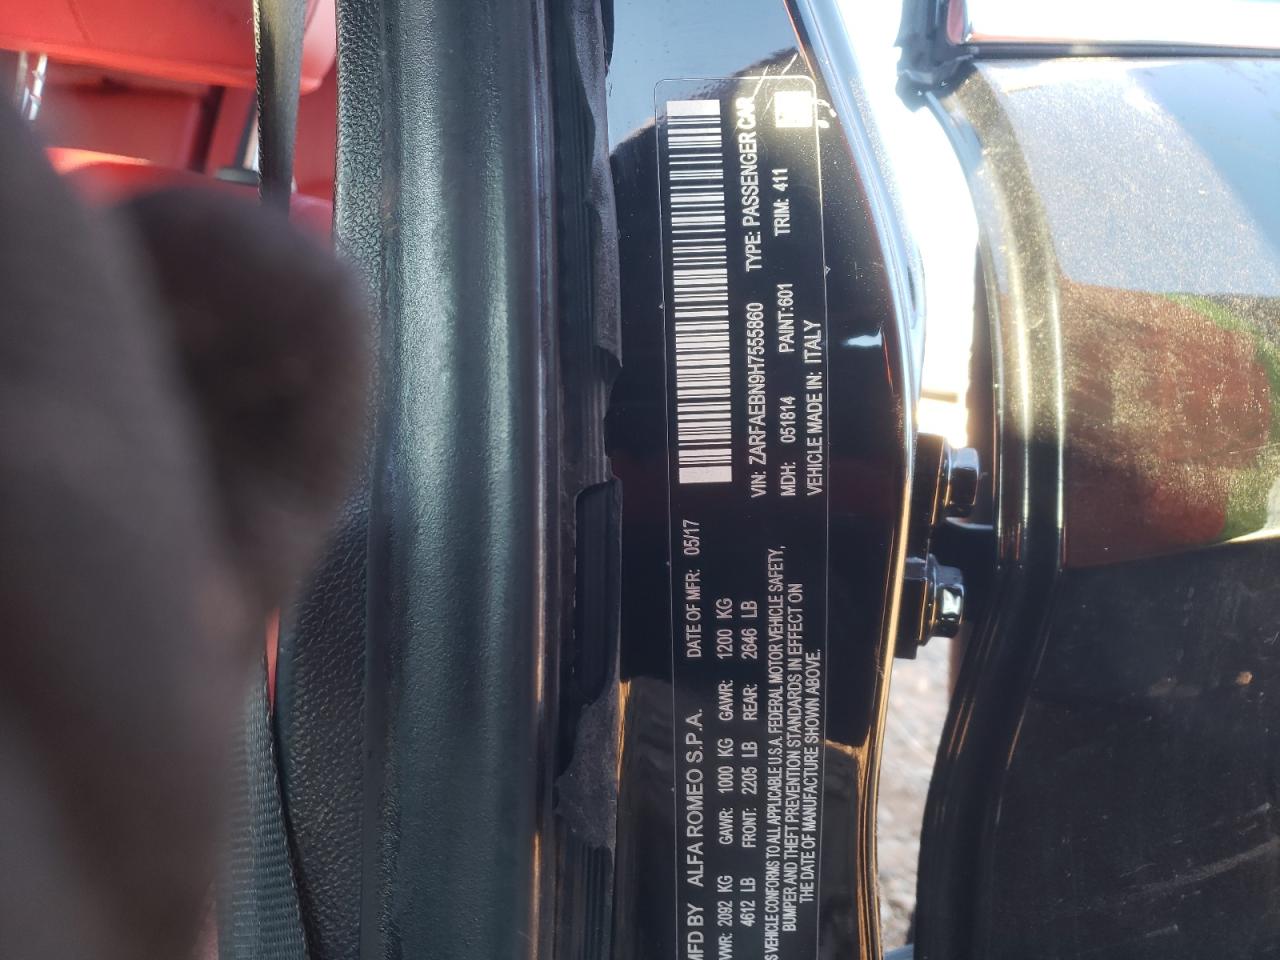 MFD BY ALFA ROMEO S.P.A. DATE OF MFR: 05/17
2092 KG GAWR: 1000 KG GAWR: 1200 KG
4612 LB FRONT: 2205 LB REAR: 2646 LB
VEHICLE CONFORMS TO ALL APPLICABLE U.S.A. FEDERAL MOTOR VEHICLE SAFETY,
BUMPER AND THEFT PREVENTION STANDARDS IN EFFECT ON
THE DATE OF MANUFACTURE SHOWN ABOVE.
VIN: ZARFAEBN9H7555860 TYPE: PASSENGER CAR
MDH: 051814 PAINT:601 TRIM: 411
VEHICLE MADE IN: ITALY